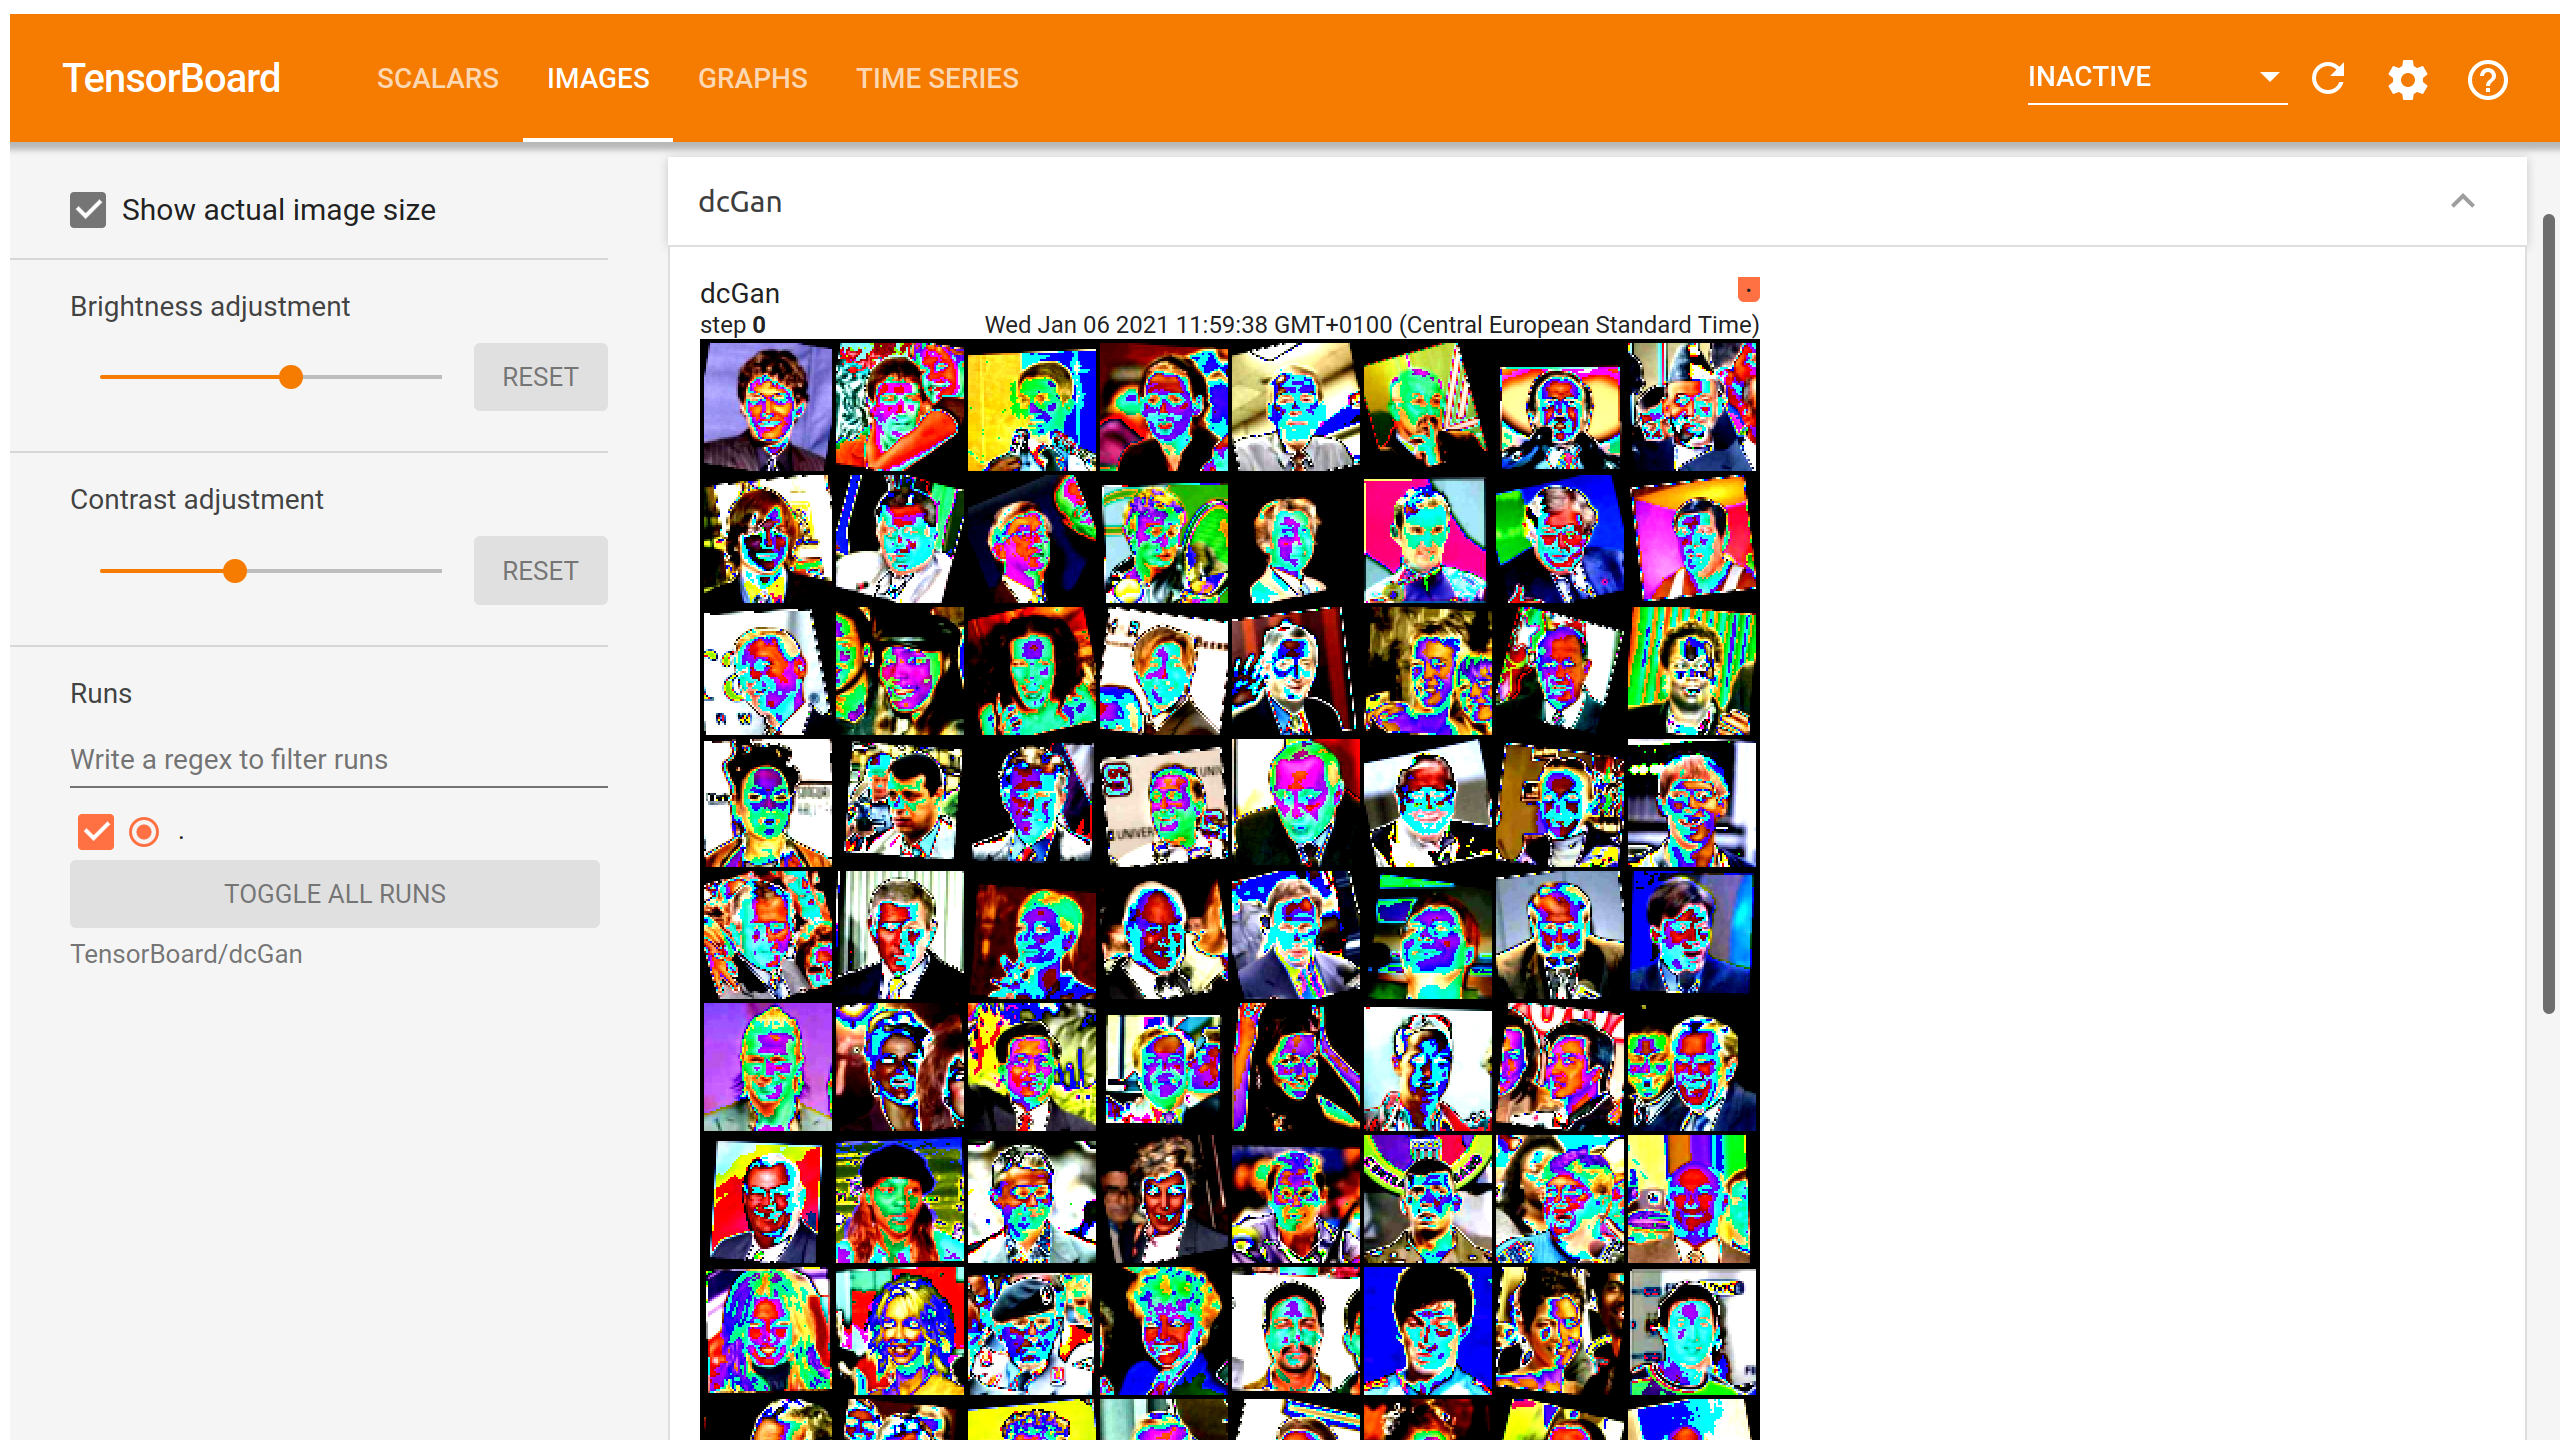 TensorBoard
SCALARS
IMAGES
GRAPHS
TIME SERIES
INACTIVE
Show actual image size
Brightness adjustment
RESET
Contrast adjustment
RESET
Runs
Write a regex to filter runs
.
TOGGLE ALL RUNS
TensorBoard/dcGan
dcGan
dcGan
step 0
Wed Jan 06 2021 11:59:38 GMT+0100 (Central European Standard Time)